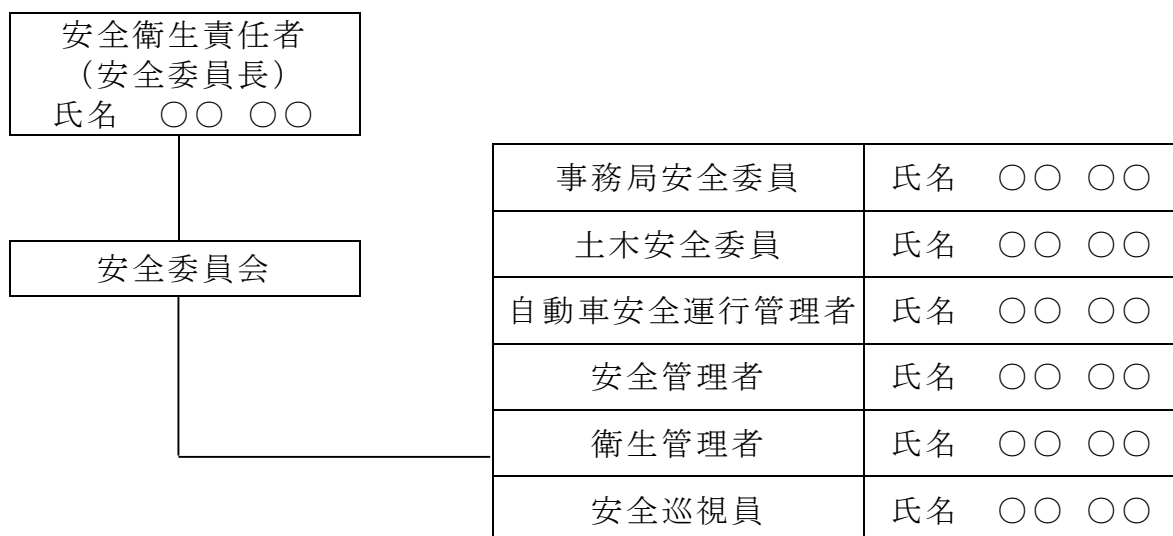 安全衛生責任者
（安全委員長）
氏名　○○ ○○
安全委員会
事務局安全委員　氏名　○○ ○○
土木安全委員　氏名　○○ ○○
自動車安全運行管理者　氏名　○○ ○○
安全管理者　氏名　○○ ○○
衛生管理者　氏名　○○ ○○
安全巡視員　氏名　○○ ○○